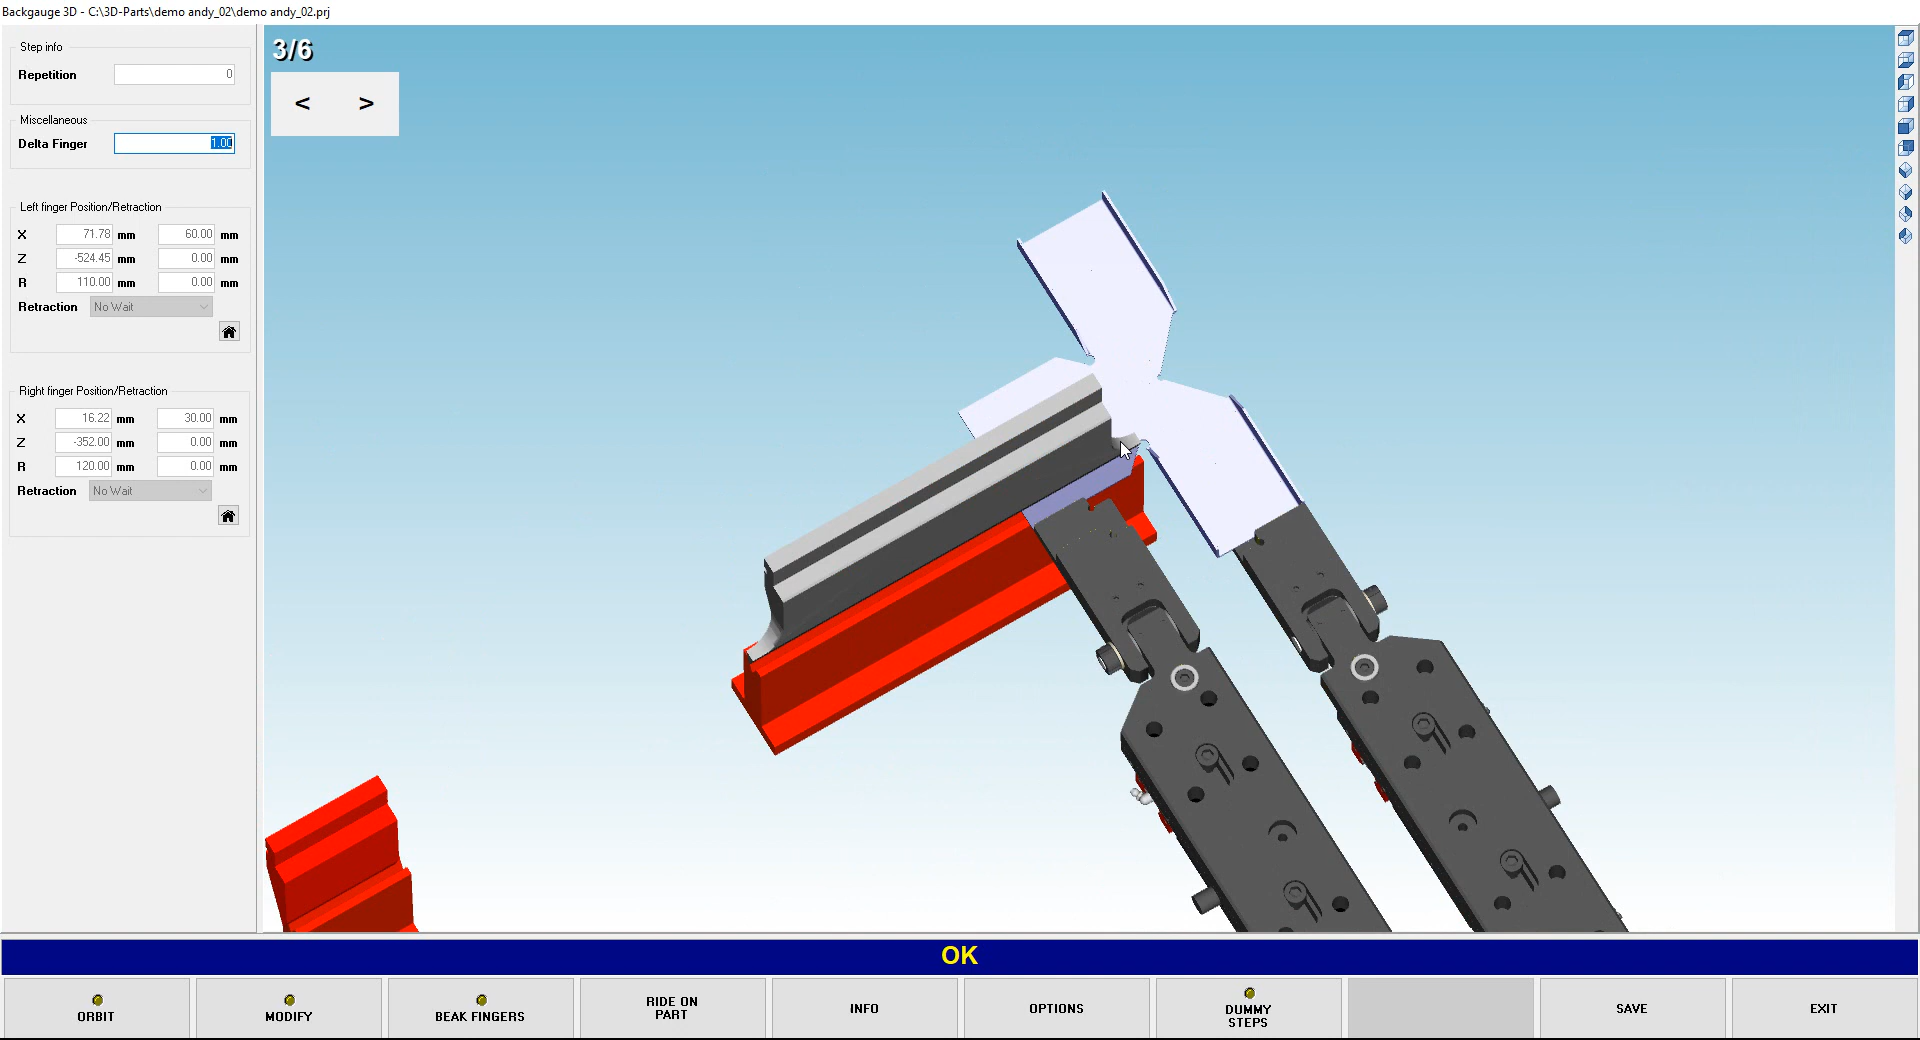 Backgauge 3D - C:\3D-Parts\demo andy_02\demo andy_02.prj
Step info
Repetition 0
Miscellaneous
Delta Finger 1.00
Left finger Position/Retraction
X 71.78 mm 60.00 mm
Z -524.45 mm 0.00 mm
R 110.00 mm 0.00 mm
Retraction No Wait
Right finger Position/Retraction
X 16.22 mm 30.00 mm
Z -352.00 mm 0.00 mm
R 120.00 mm 0.00 mm
Retraction No Wait
3/6
< >
OK
ORBIT
MODIFY
BEAK FINGERS
RIDE ON
PART
INFO
OPTIONS
DUMMY
STEPS
SAVE
EXIT